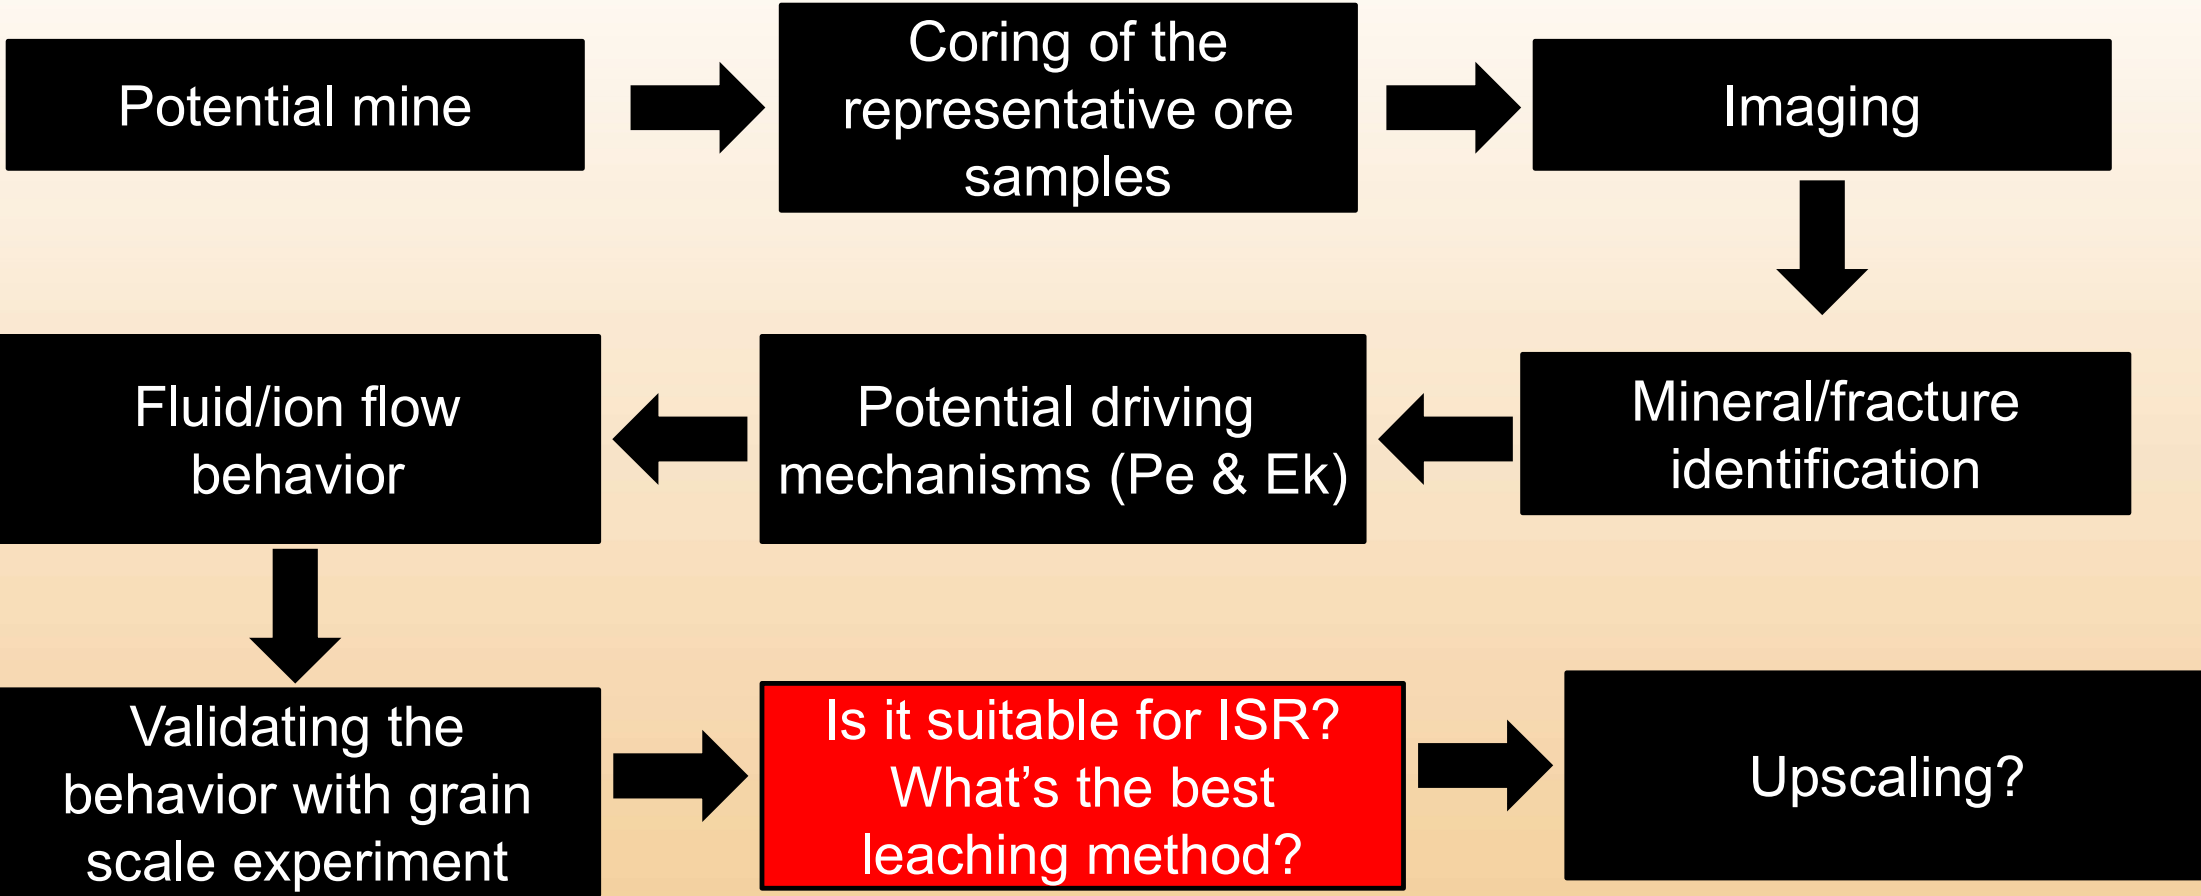 Potential mine
Coring of the
representative ore
samples
Imaging
Mineral/fracture
identification
Potential driving
mechanisms (Pe & Ek)
Fluid/ion flow
behavior
Validating the
behavior with grain
scale experiment
Is it suitable for ISR?
What’s the best
leaching method?
Upscaling?